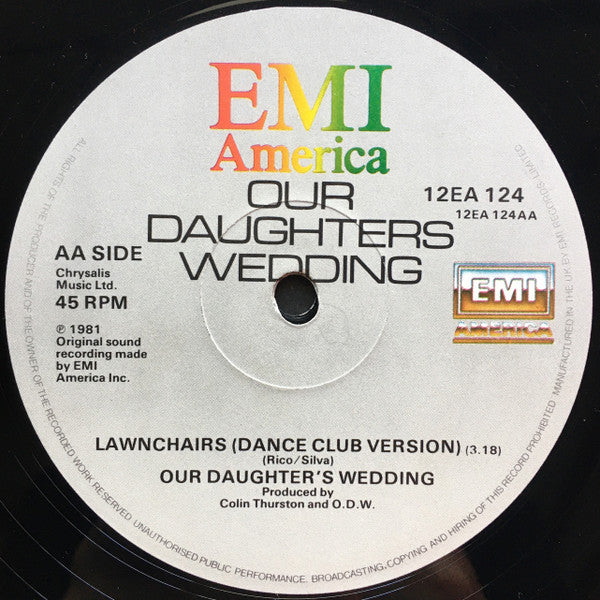 EMI
America
OUR
DAUGHTERS
WEDDING
12EA 124
12EA 124AA
AA SIDE
Chrysalis
Music Ltd.
45 RPM
℗ 1981
Original sound
recording made
by EMI
America Inc.
EMI
AMERICA
LAWNCHAIRS (DANCE CLUB VERSION) (3.18)
(Rico/Silva)
OUR DAUGHTER'S WEDDING
Produced by
Colin Thurston and O.D.W.
ALL RIGHTS OF THE PRODUCER AND OF THE OWNER OF THE RECORDED WORK RESERVED. UNAUTHORISED PUBLIC PERFORMANCE. BROADCASTING, COPYING AND HIRING OF THIS RECORD PROHIBITED. MANUFACTURED IN THE U.K. BY EMI RECORDS LIMITED